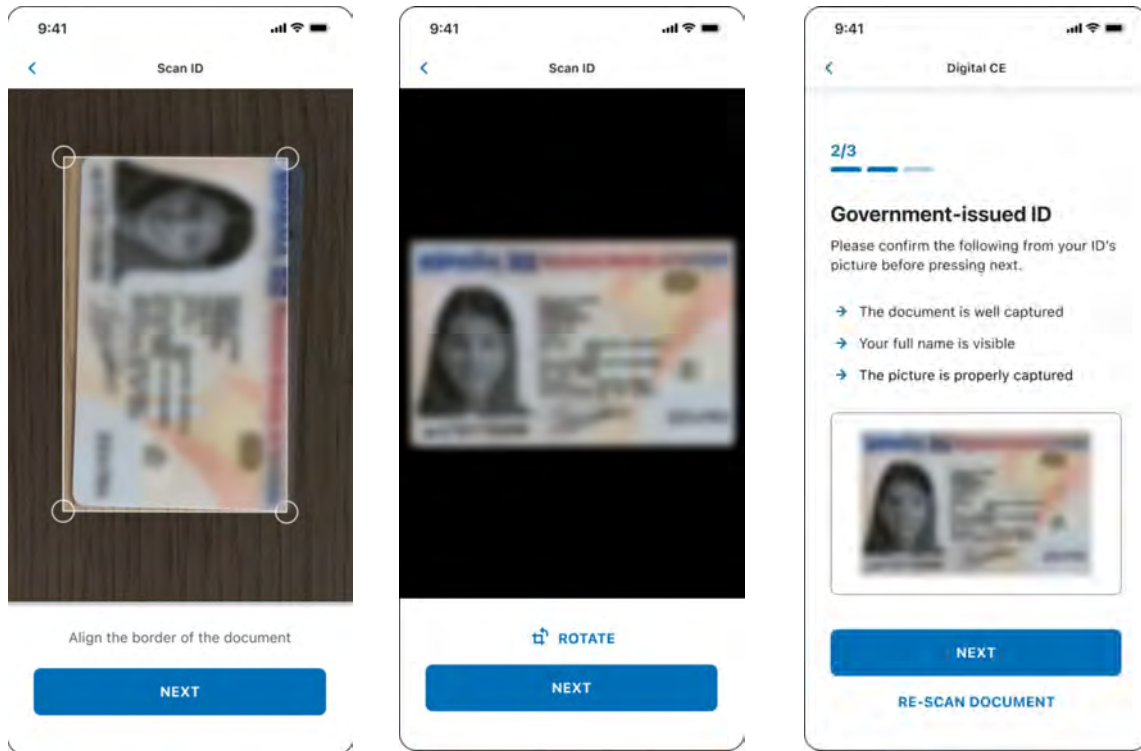 9:41
Scan ID
Align the border of the document
NEXT
9:41
Scan ID
ROTATE
NEXT
9:41
Digital CE
2/3
Government-issued ID
Please confirm the following from your ID's
picture before pressing next.
The document is well captured
Your full name is visible
The picture is properly captured
NEXT
RE-SCAN DOCUMENT